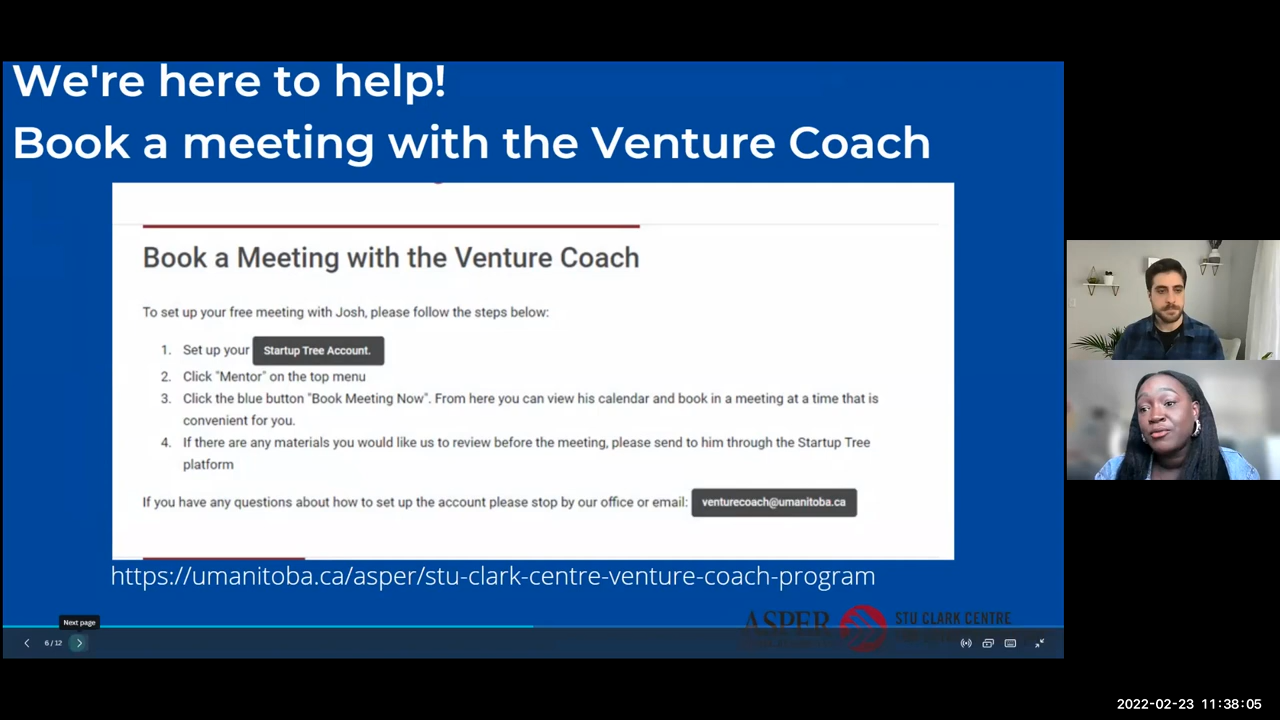 We're here to help!
Book a meeting with the Venture Coach
Book a Meeting with the Venture Coach
To set up your free meeting with Josh, please follow the steps below:
1. Set up your Startup Tree Account.
2. Click "Mentor" on the top menu
3. Click the blue button "Book Meeting Now". From here you can view his calendar and book in a meeting at a time that is
convenient for you.
4. If there are any materials you would like us to review before the meeting, please send to him through the Startup Tree
platform
If you have any questions about how to set up the account please stop by our office or email: venturecoach@umanitoba.ca
https://umanitoba.ca/asper/stu-clark-centre-venture-coach-program
ASPER STU CLARK CENTRE
Next page
6 / 12
2022-02-23 11:38:05